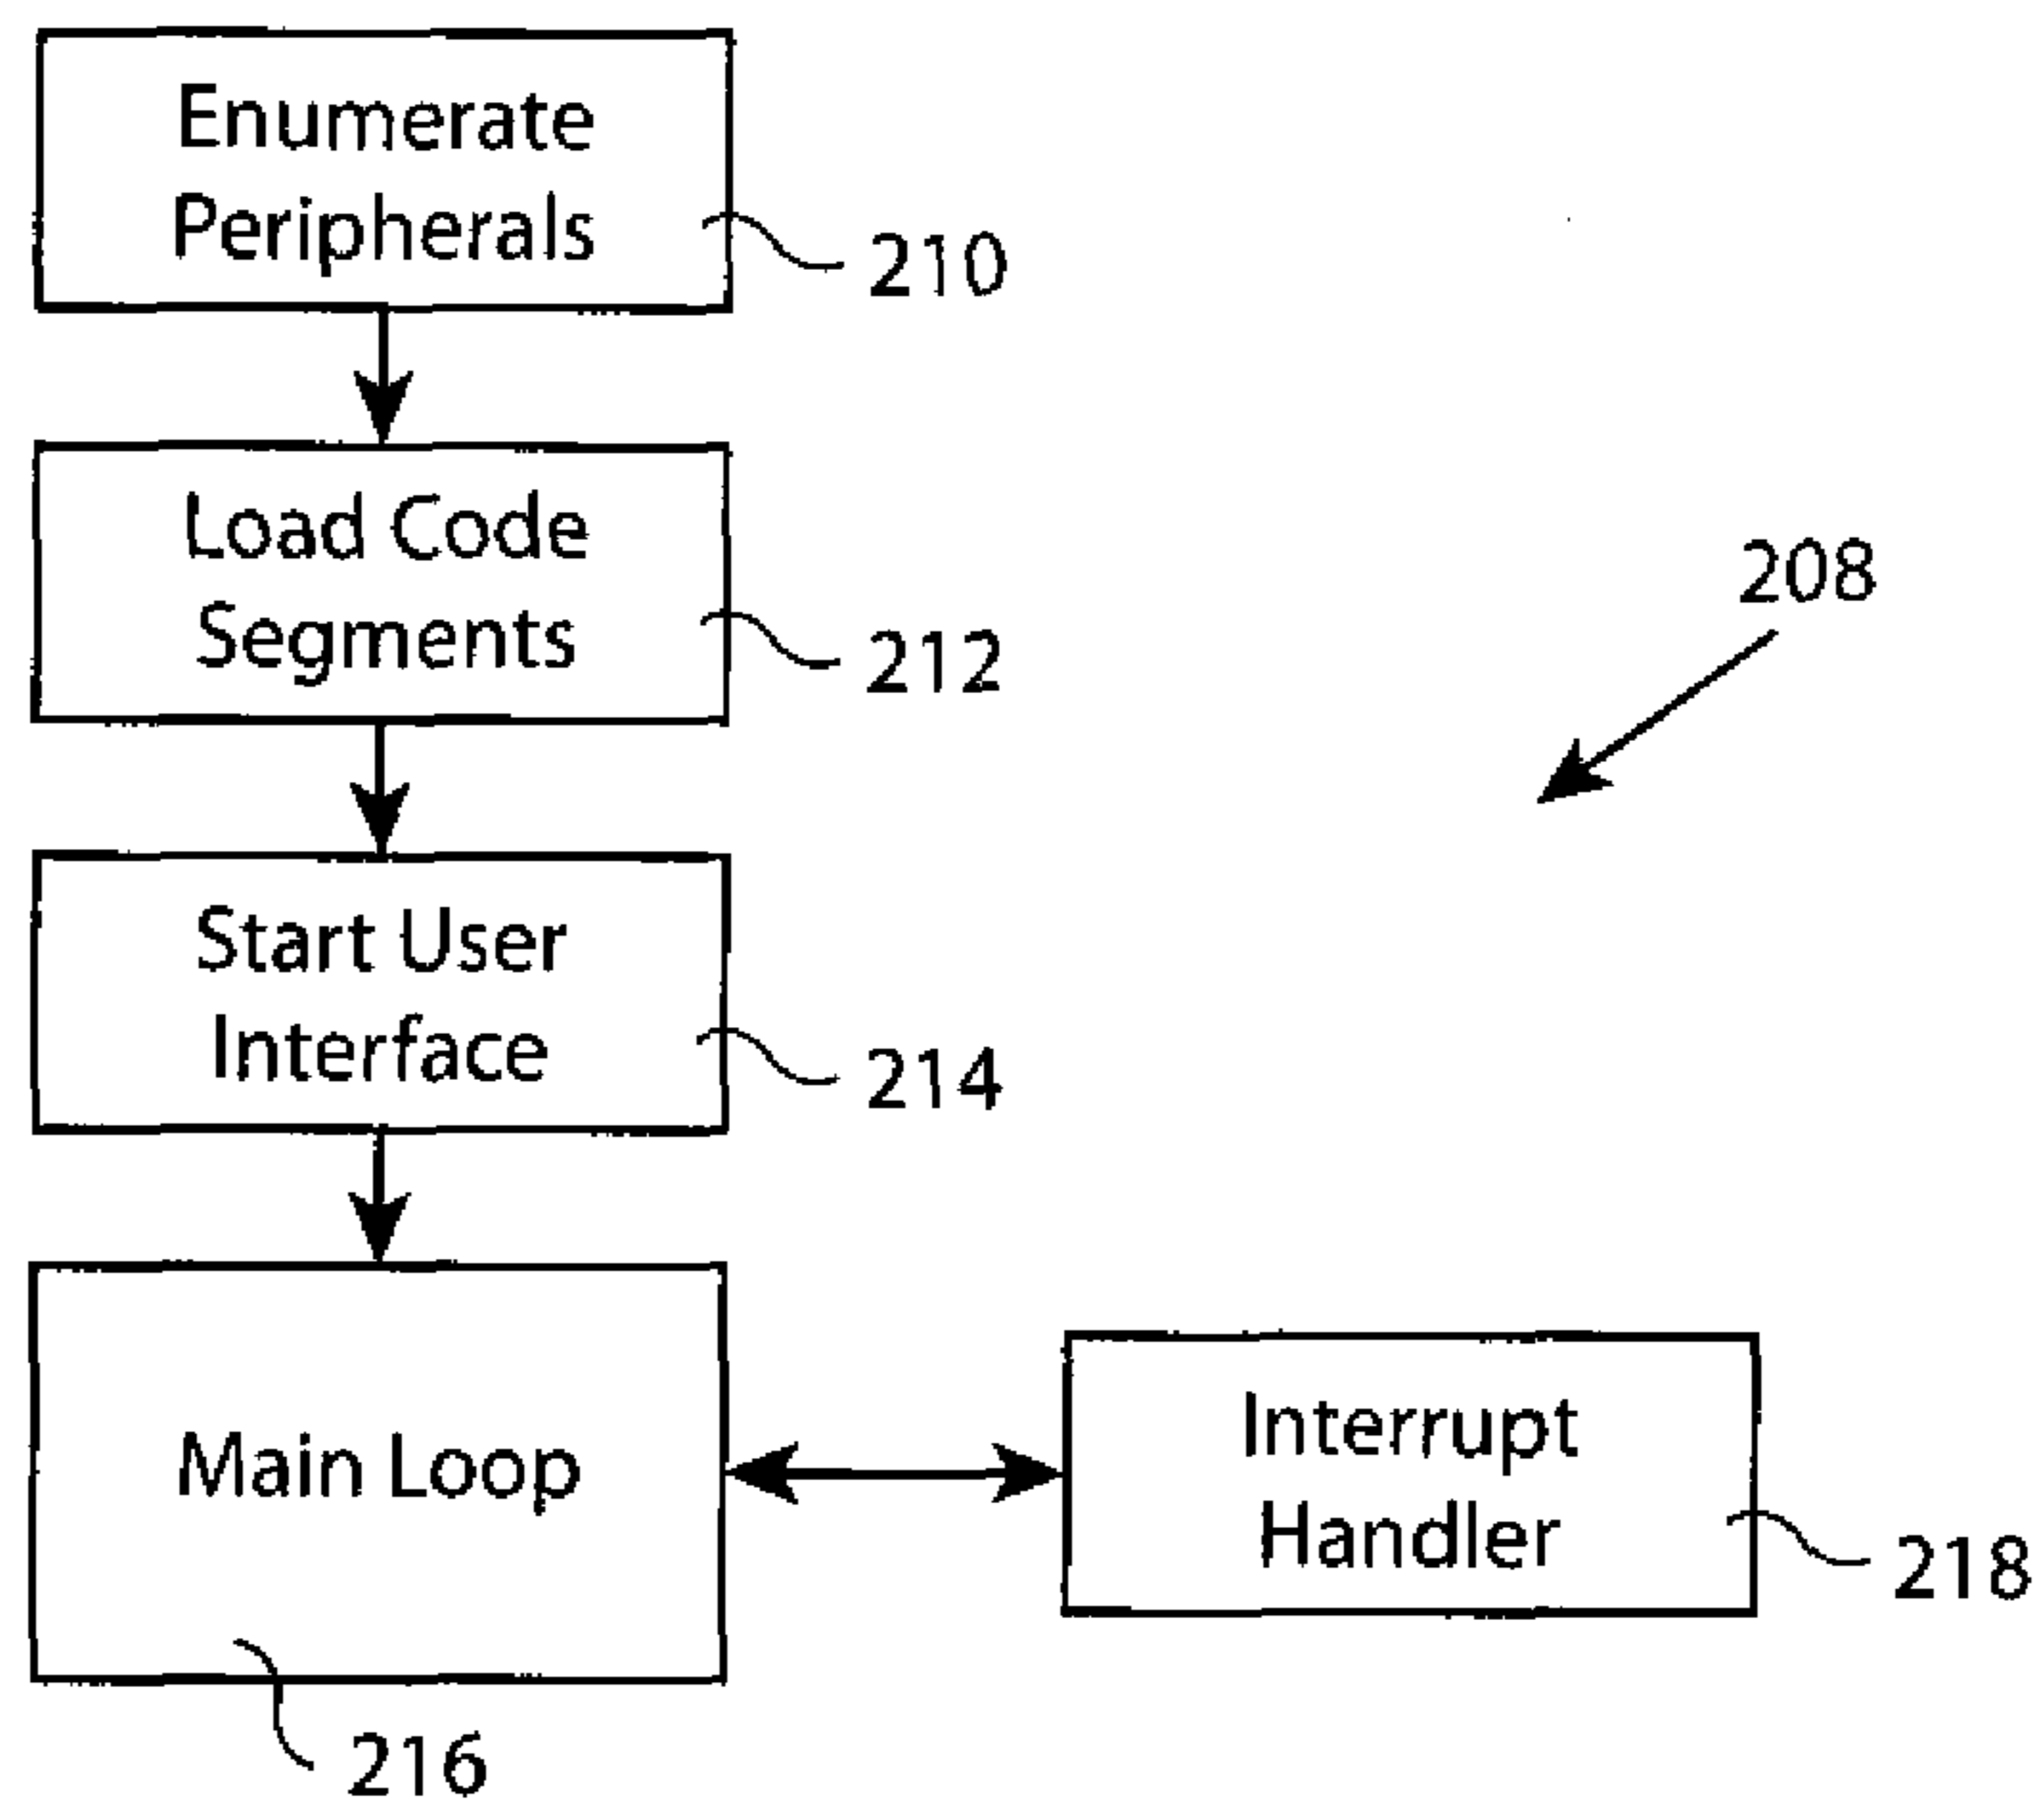 Enumerate
Peripherals
210
Load Code
Segments
212
208
Start User
Interface
214
Main Loop
216
Interrupt
Handler
218